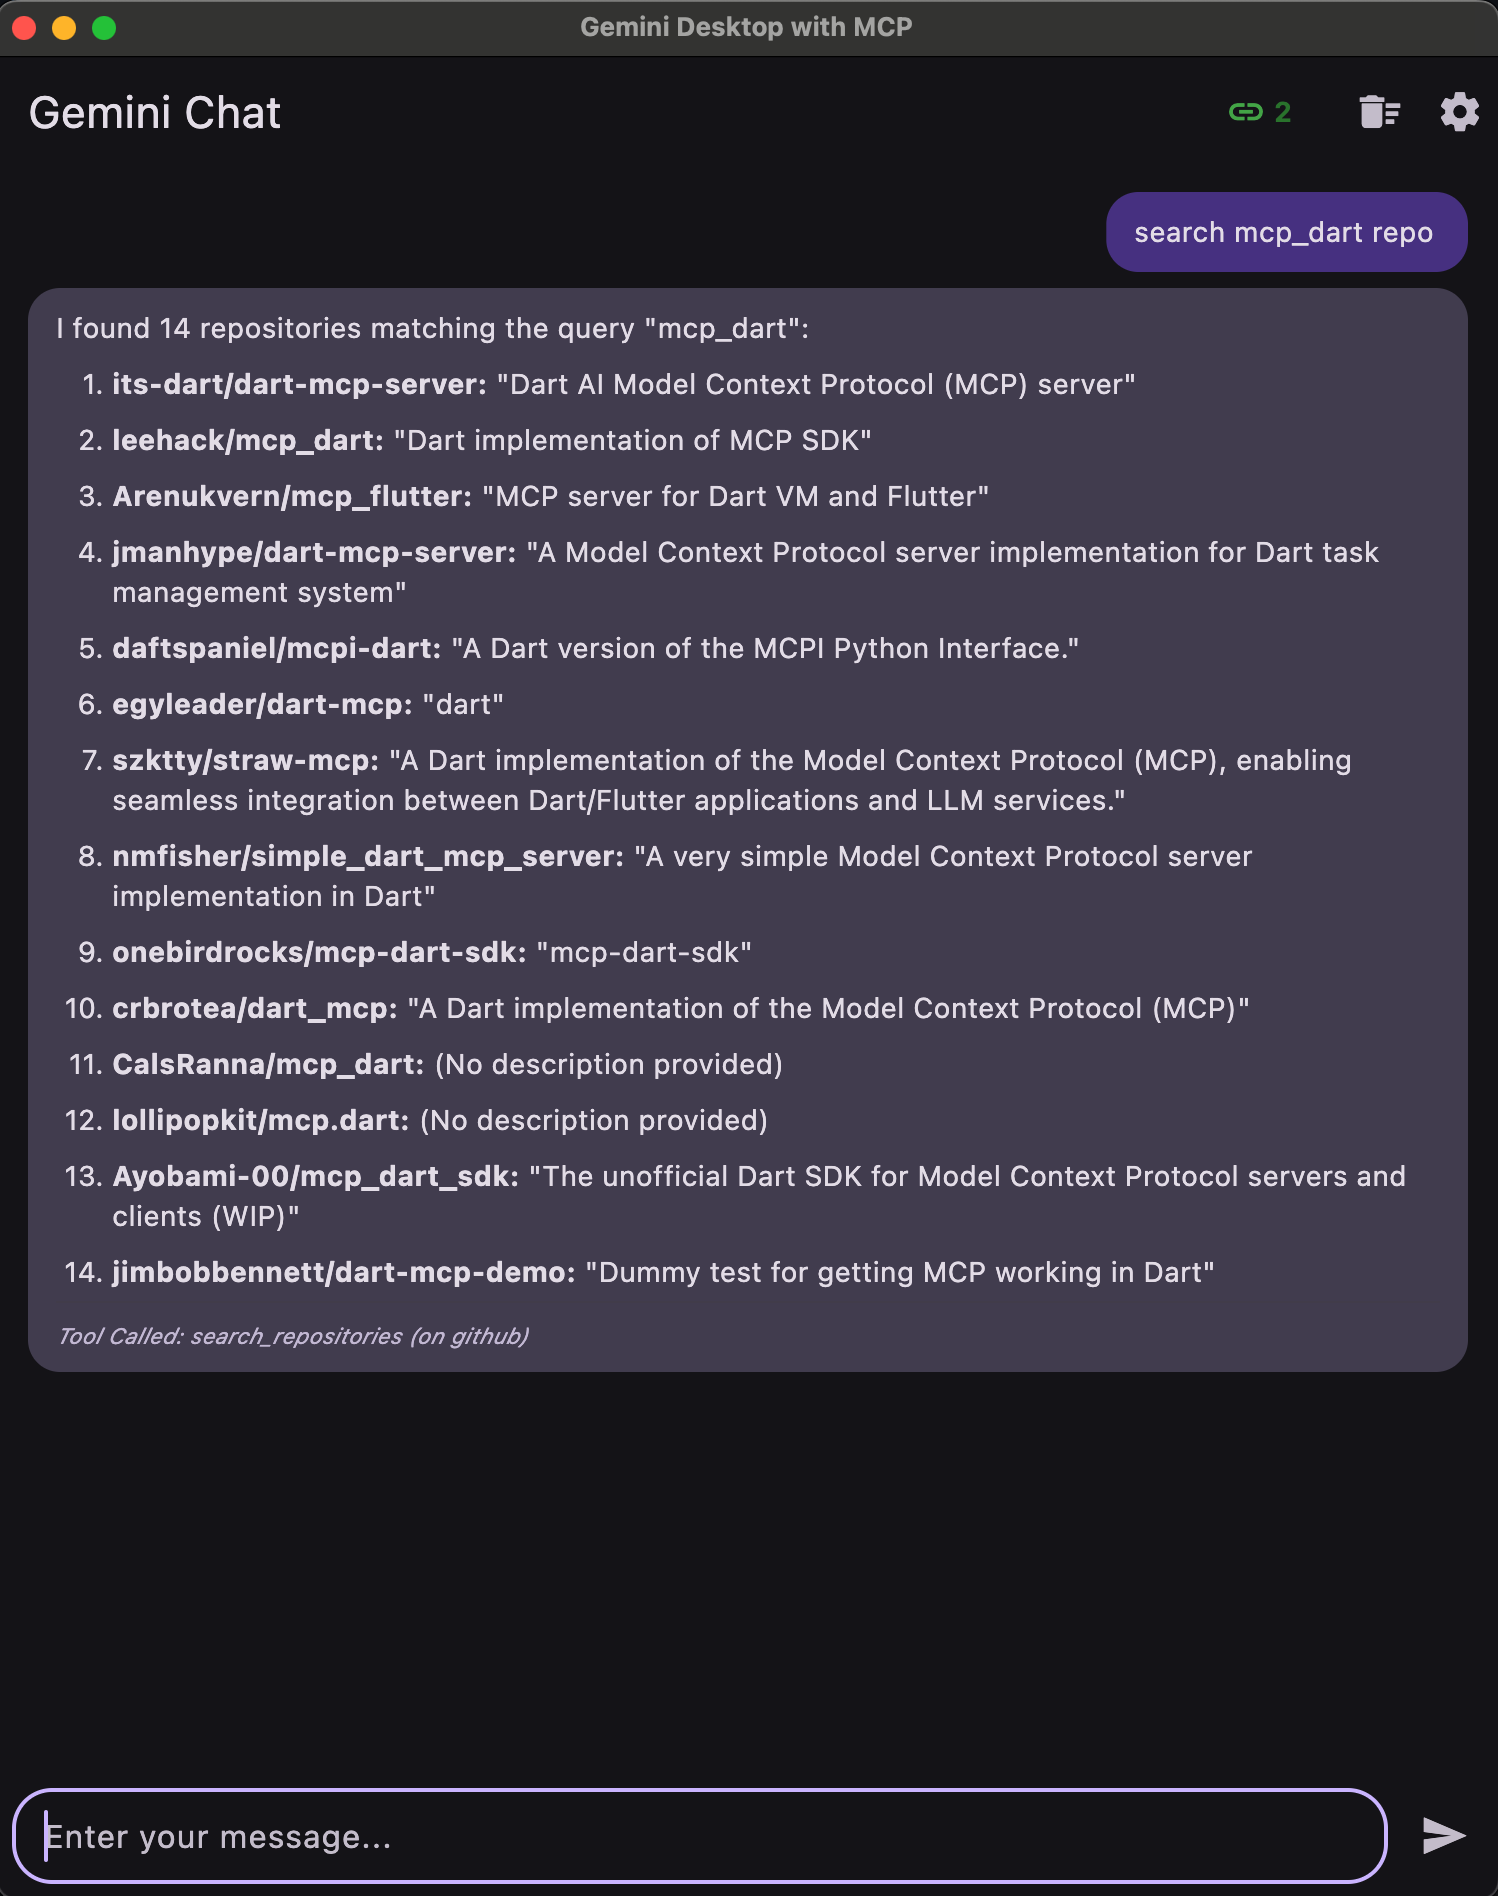 Gemini Desktop with MCP
Gemini Chat
2
search mcp_dart repo
I found 14 repositories matching the query "mcp_dart":
1. its-dart/dart-mcp-server: "Dart AI Model Context Protocol (MCP) server"
2. leehack/mcp_dart: "Dart implementation of MCP SDK"
3. Arenukvern/mcp_flutter: "MCP server for Dart VM and Flutter"
4. jmanhype/dart-mcp-server: "A Model Context Protocol server implementation for Dart task
management system"
5. daftspaniel/mcpi-dart: "A Dart version of the MCPI Python Interface."
6. egyleader/dart-mcp: "dart"
7. szktty/straw-mcp: "A Dart implementation of the Model Context Protocol (MCP), enabling
seamless integration between Dart/Flutter applications and LLM services."
8. nmfisher/simple_dart_mcp_server: "A very simple Model Context Protocol server
implementation in Dart"
9. onebirdrocks/mcp-dart-sdk: "mcp-dart-sdk"
10. crbrotea/dart_mcp: "A Dart implementation of the Model Context Protocol (MCP)"
11. CalsRanna/mcp_dart: (No description provided)
12. lollipopkit/mcp.dart: (No description provided)
13. Ayobami-00/mcp_dart_sdk: "The unofficial Dart SDK for Model Context Protocol servers and
clients (WIP)"
14. jimbobbennett/dart-mcp-demo: "Dummy test for getting MCP working in Dart"
Tool Called: search_repositories (on github)
Enter your message...